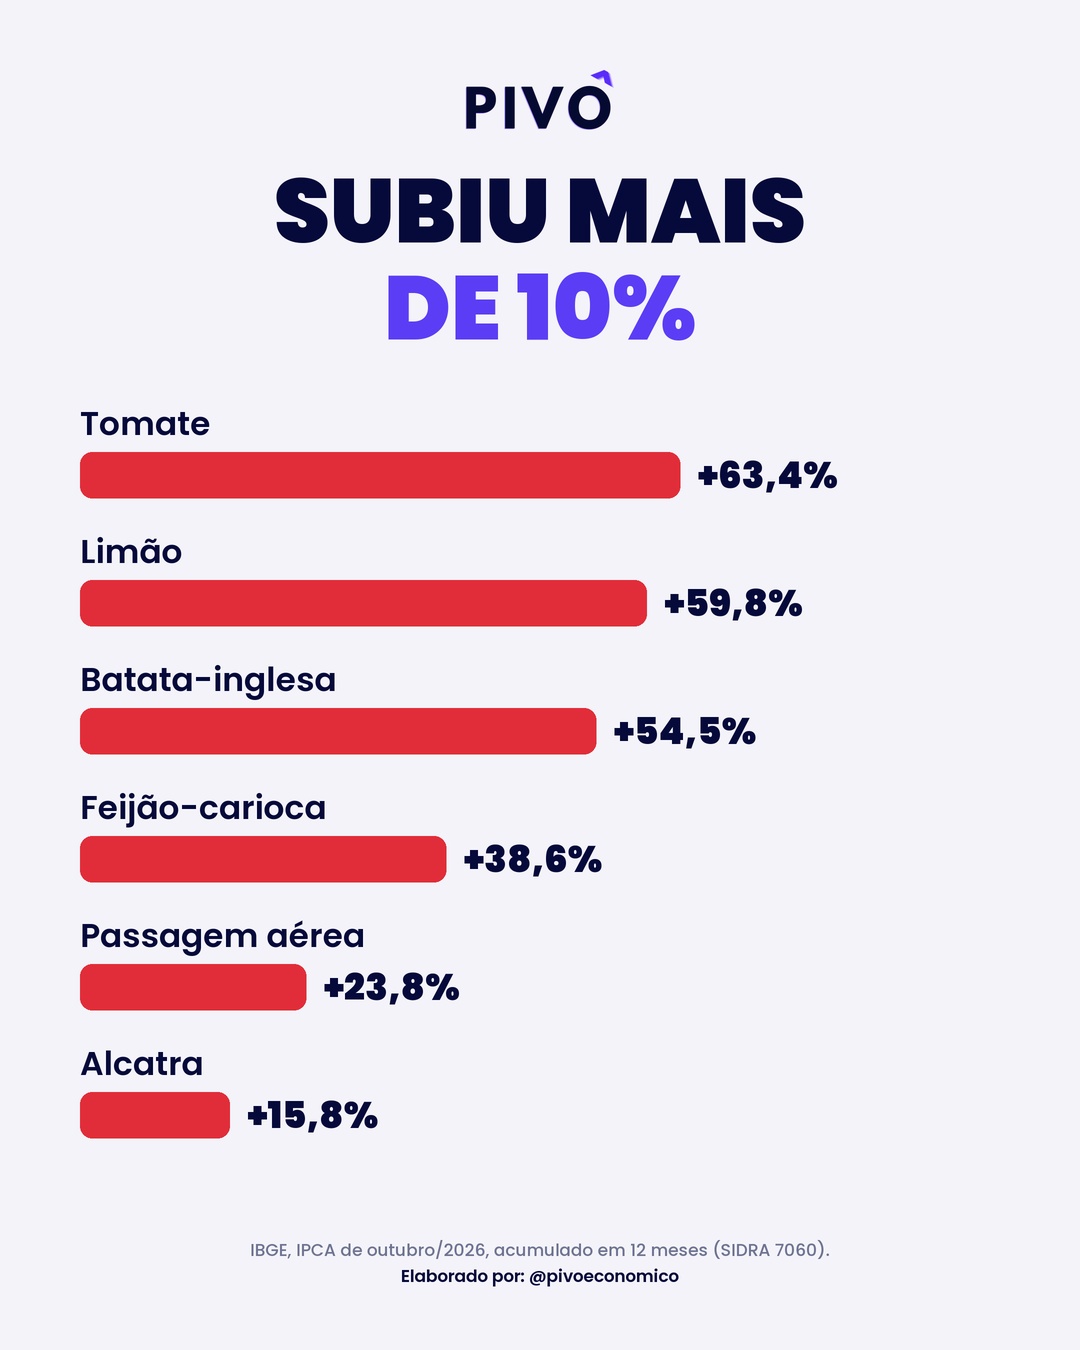 PIVÔ
SUBIU MAIS
DE 10%
Tomate
+63,4%
Limão
+59,8%
Batata-inglesa
+54,5%
Feijão-carioca
+38,6%
Passagem aérea
+23,8%
Alcatra
+15,8%
IBGE, IPCA de outubro/2026, acumulado em 12 meses (SIDRA 7060).
Elaborado por: @pivoeconomico